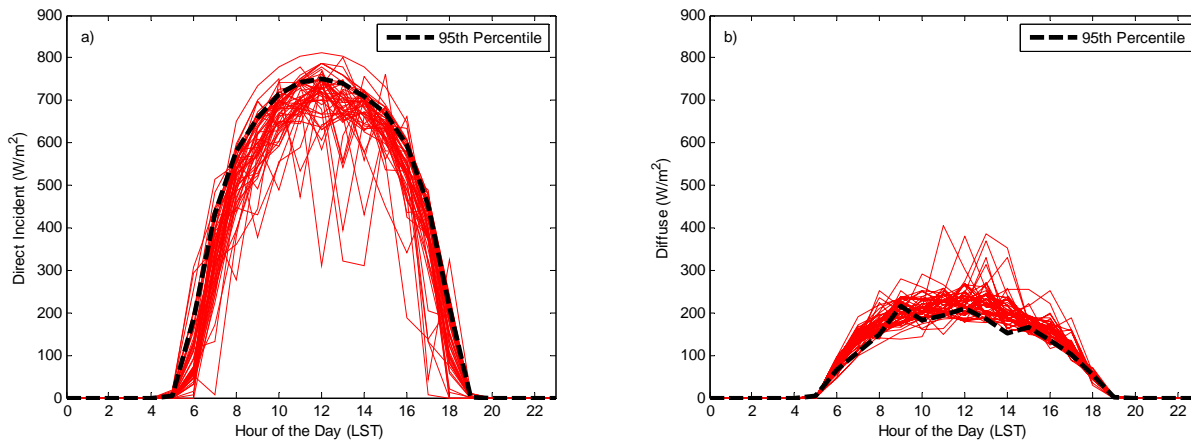 a)
95th Percentile
900
800
700
600
500
400
300
200
100
0
Direct Incident (W/m²)
0 2 4 6 8 10 12 14 16 18 20 22
Hour of the Day (LST)
b)
95th Percentile
900
800
700
600
500
400
300
200
100
0
Diffuse (W/m²)
0 2 4 6 8 10 12 14 16 18 20 22
Hour of the Day (LST)